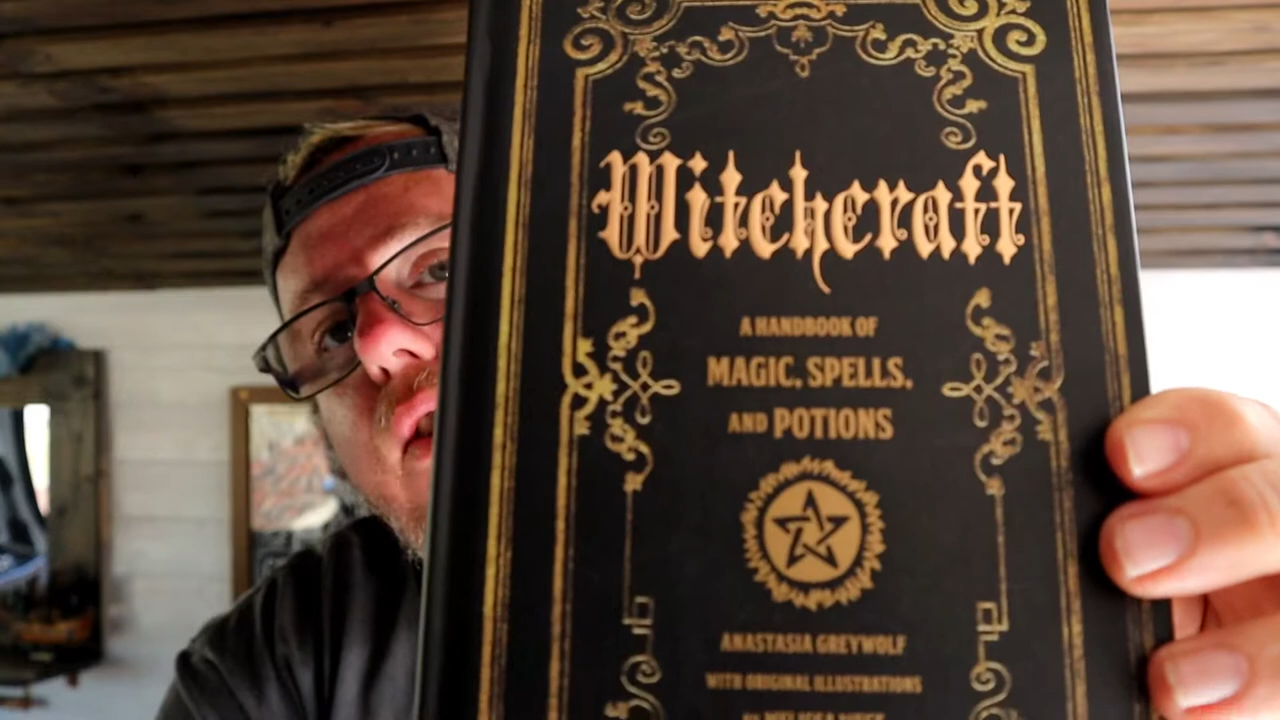 Witchcraft
A HANDBOOK OF
MAGIC, SPELLS,
AND POTIONS
ANASTASIA GREYWOLF
WITH ORIGINAL ILLUSTRATIONS